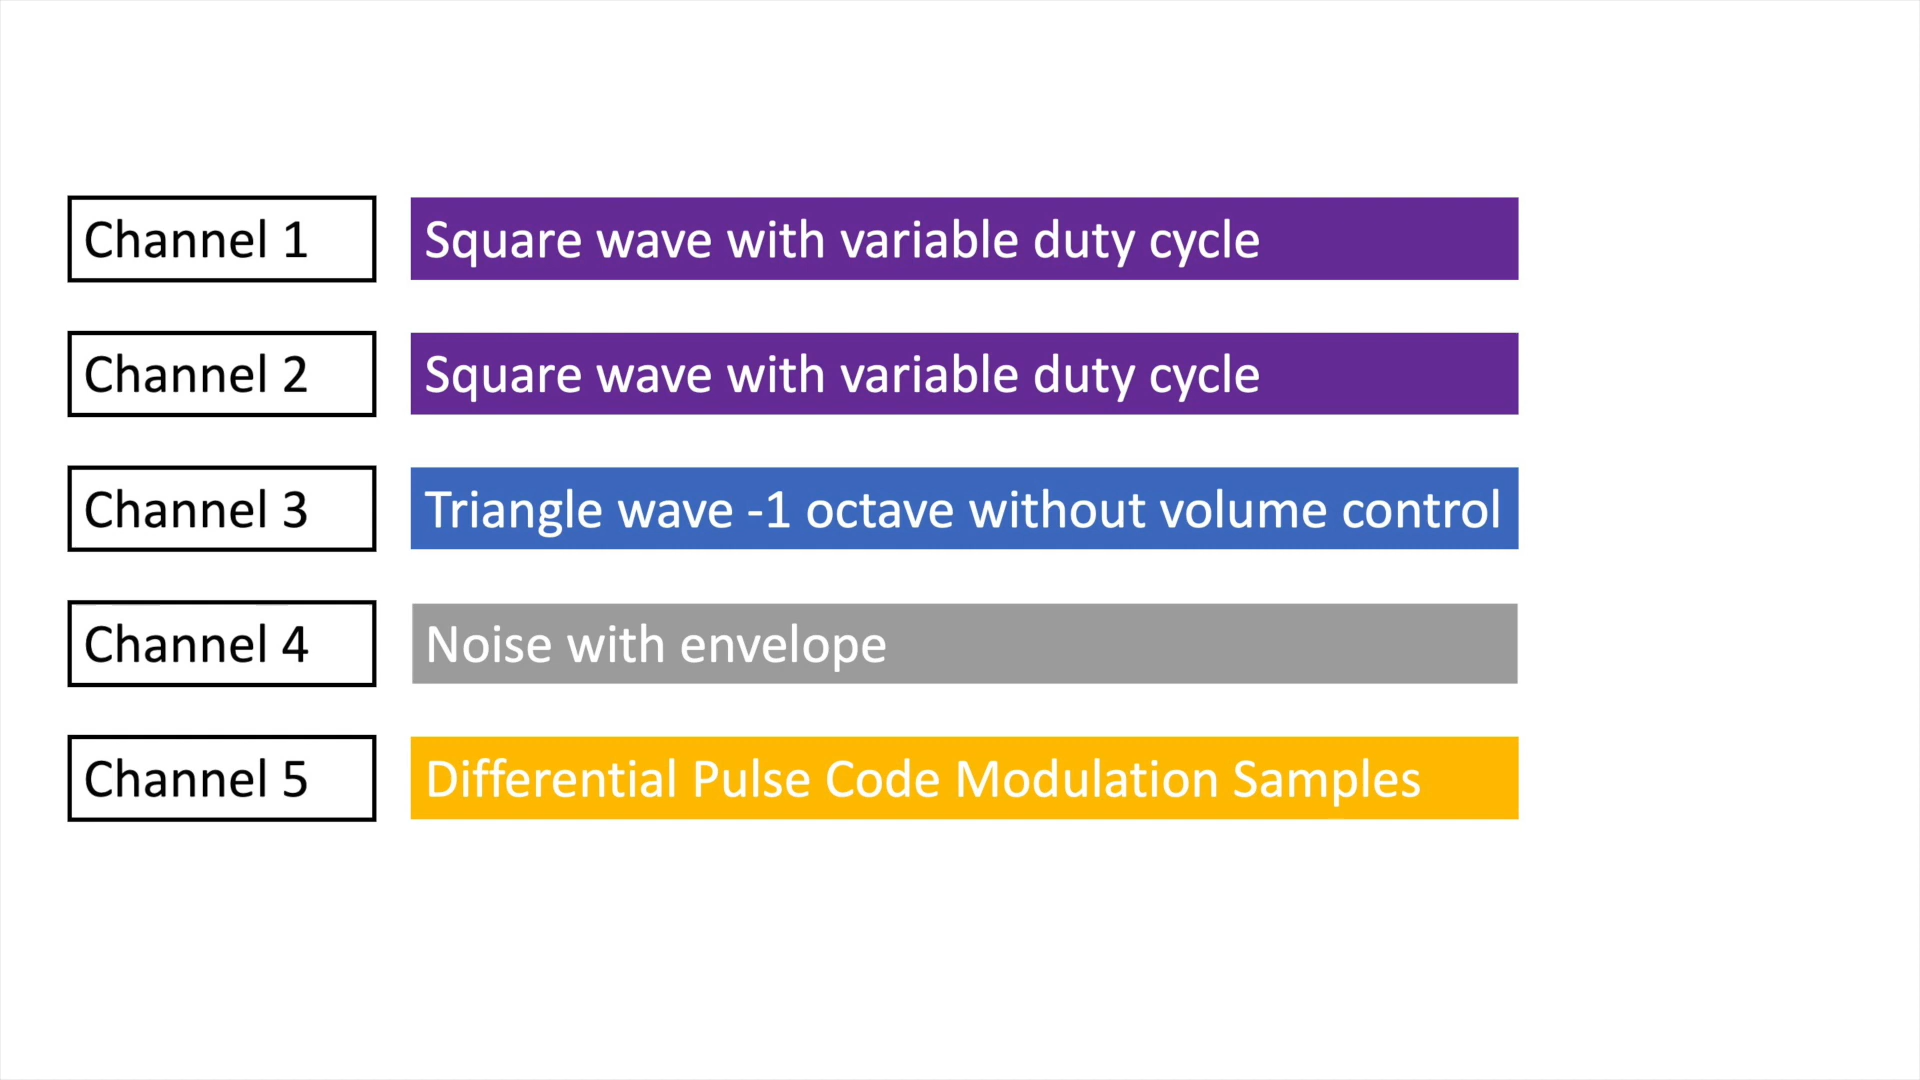 Channel 1
Square wave with variable duty cycle
Channel 2
Square wave with variable duty cycle
Channel 3
Triangle wave -1 octave without volume control
Channel 4
Noise with envelope
Channel 5
Differential Pulse Code Modulation Samples